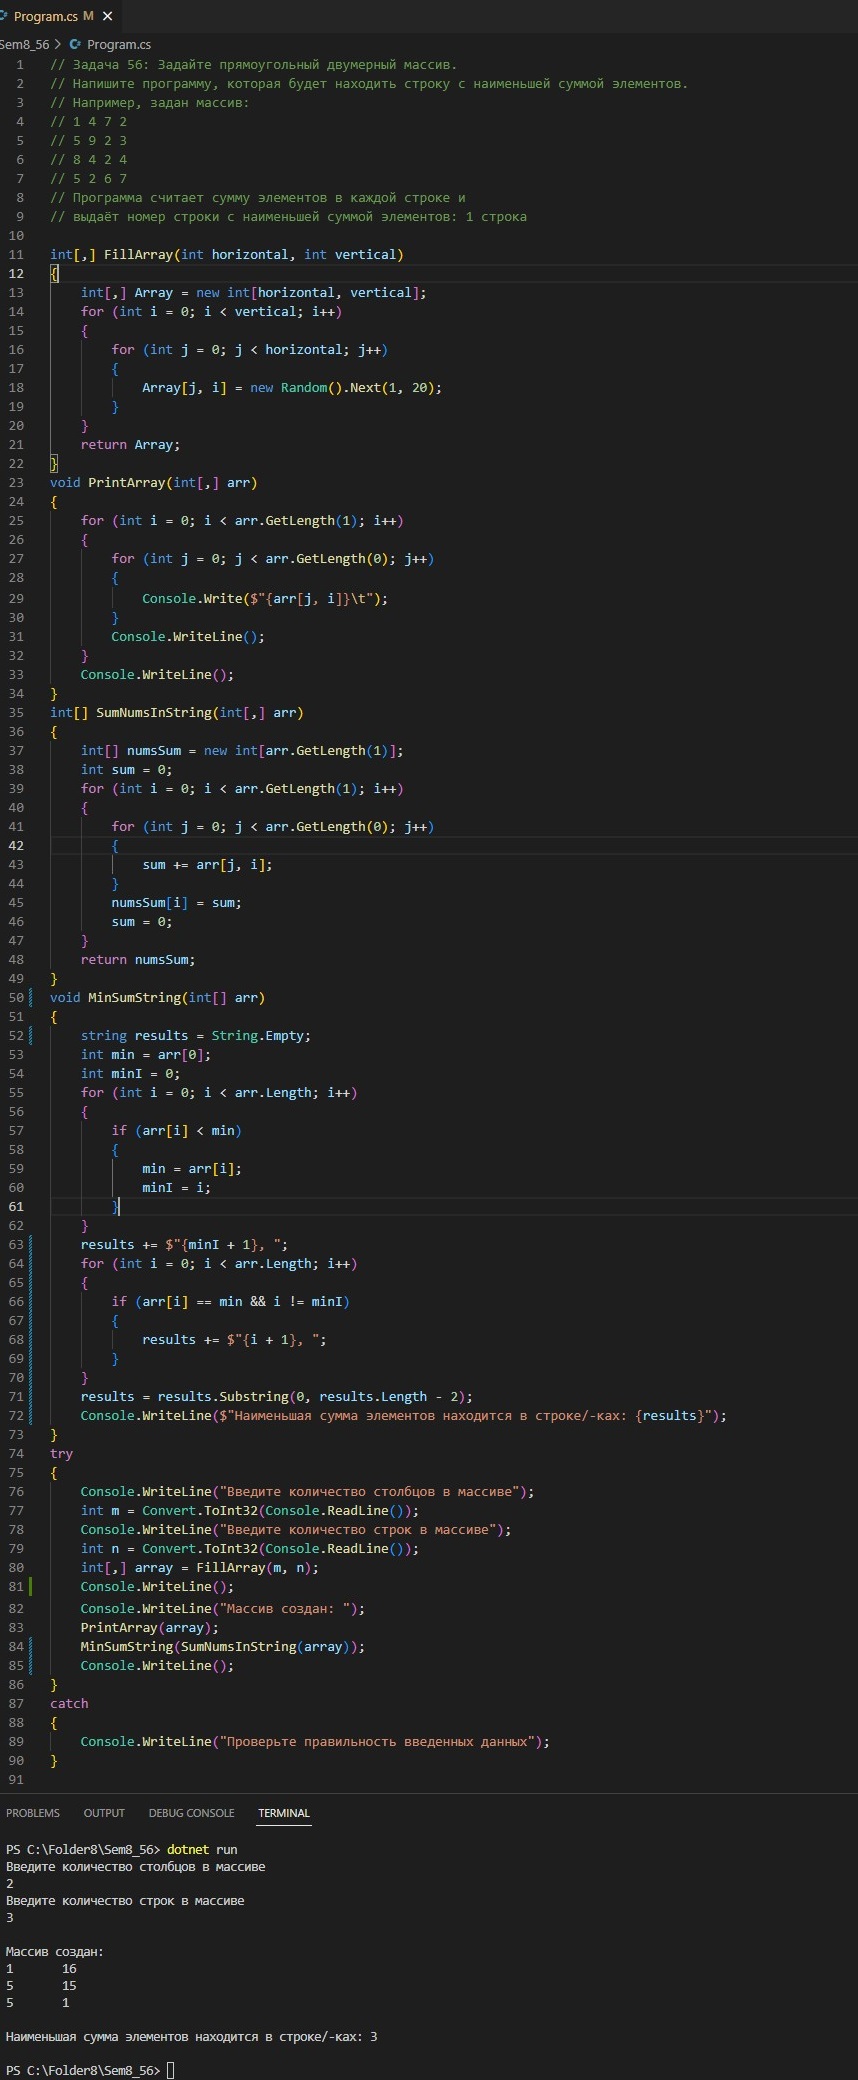 Program.cs M ×
Sem8_56 > Program.cs
1 // Задача 56: Задайте прямоугольный двумерный массив.
2 // Напишите программу, которая будет находить строку с наименьшей суммой элементов.
3 // Например, задан массив:
4 // 1 4 7 2
5 // 5 9 2 3
6 // 8 4 2 4
7 // 5 2 6 7
8 // Программа считает сумму элементов в каждой строке и
9 // выдаёт номер строки с наименьшей суммой элементов: 1 строка
10
11 int[,] FillArray(int horizontal, int vertical)
12 {
13     int[,] Array = new int[horizontal, vertical];
14     for (int i = 0; i < vertical; i++)
15     {
16         for (int j = 0; j < horizontal; j++)
17         {
18             Array[j, i] = new Random().Next(1, 20);
19         }
20     }
21     return Array;
22 }
23 void PrintArray(int[,] arr)
24 {
25     for (int i = 0; i < arr.GetLength(1); i++)
26     {
27         for (int j = 0; j < arr.GetLength(0); j++)
28         {
29             Console.Write($"{arr[j, i]}\t");
30         }
31         Console.WriteLine();
32     }
33     Console.WriteLine();
34 }
35 int[] SumNumsInString(int[,] arr)
36 {
37     int[] numsSum = new int[arr.GetLength(1)];
38     int sum = 0;
39     for (int i = 0; i < arr.GetLength(1); i++)
40     {
41         for (int j = 0; j < arr.GetLength(0); j++)
42         {
43             sum += arr[j, i];
44         }
45         numsSum[i] = sum;
46         sum = 0;
47     }
48     return numsSum;
49 }
50 void MinSumString(int[] arr)
51 {
52     string results = String.Empty;
53     int min = arr[0];
54     int minI = 0;
55     for (int i = 0; i < arr.Length; i++)
56     {
57         if (arr[i] < min)
58         {
59             min = arr[i];
60             minI = i;
61         }
62     }
63     results += $"{minI + 1}, ";
64     for (int i = 0; i < arr.Length; i++)
65     {
66         if (arr[i] == min && i != minI)
67         {
68             results += $"{i + 1}, ";
69         }
70     }
71     results = results.Substring(0, results.Length - 2);
72     Console.WriteLine($"Наименьшая сумма элементов находится в строке/-ках: {results}");
73 }
74 try
75 {
76     Console.WriteLine("Введите количество столбцов в массиве");
77     int m = Convert.ToInt32(Console.ReadLine());
78     Console.WriteLine("Введите количество строк в массиве");
79     int n = Convert.ToInt32(Console.ReadLine());
80     int[,] array = FillArray(m, n);
81     Console.WriteLine();
82     Console.WriteLine("Массив создан: ");
83     PrintArray(array);
84     MinSumString(SumNumsInString(array));
85     Console.WriteLine();
86 }
87 catch
88 {
89     Console.WriteLine("Проверьте правильность введенных данных");
90 }
91
PROBLEMS OUTPUT DEBUG CONSOLE TERMINAL
PS C:\Folder8\Sem8_56> dotnet run
Введите количество столбцов в массиве
2
Введите количество строк в массиве
3
Массив создан:
1 16
5 15
5 1
Наименьшая сумма элементов находится в строке/-ках: 3
PS C:\Folder8\Sem8_56>